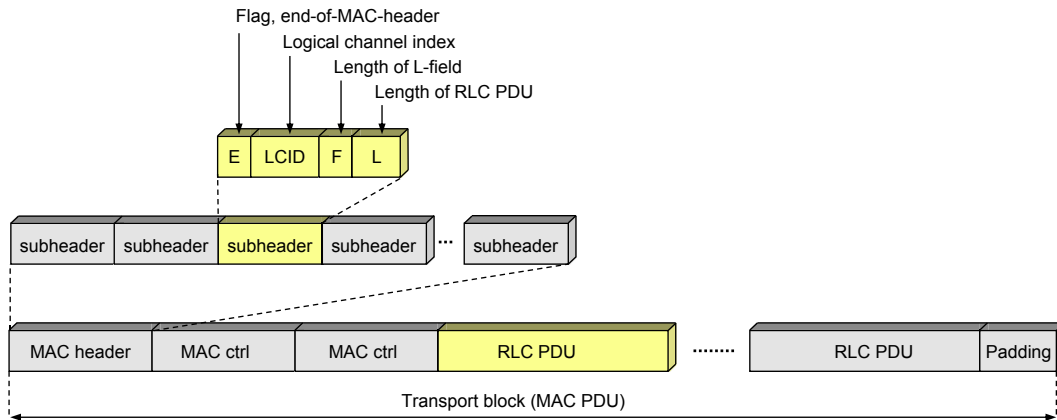 Flag, end-of-MAC-header
Logical channel index
Length of L-field
Length of RLC PDU
E LCID F L
subheader subheader subheader subheader ... subheader
MAC header MAC ctrl MAC ctrl RLC PDU ........ RLC PDU Padding
Transport block (MAC PDU)